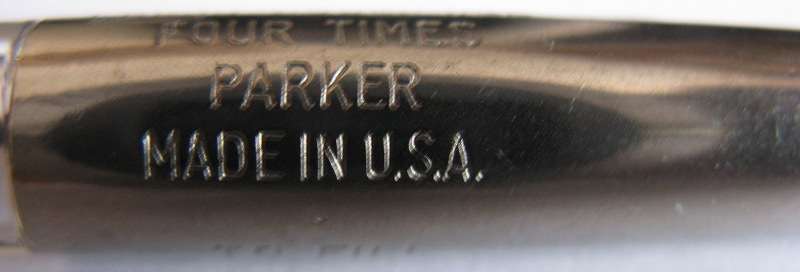 FOUR TIMES
PARKER
MADE IN U.S.A.